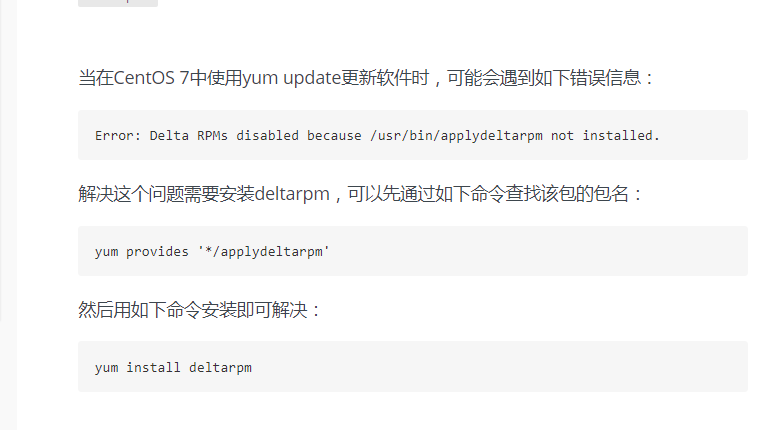 当在CentOS 7中使用yum update更新软件时，可能会遇到如下错误信息：
Error: Delta RPMs disabled because /usr/bin/applydeltarpm not installed.
解决这个问题需要安装deltarpm，可以先通过如下命令查找该包的包名：
yum provides '*/applydeltarpm'
然后用如下命令安装即可解决：
yum install deltarpm